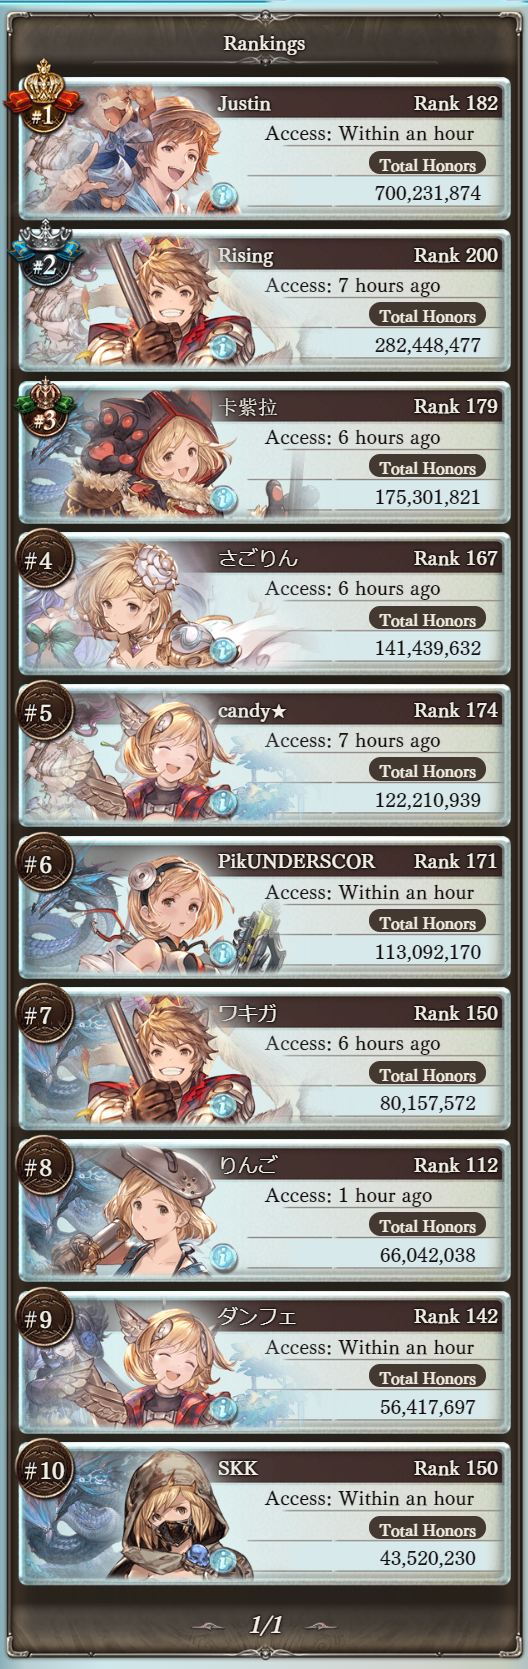 Rankings
#1
Justin Rank 182
Access: Within an hour
Total Honors
700,231,874
#2
Rising Rank 200
Access: 7 hours ago
Total Honors
282,448,477
#3
卡紫拉 Rank 179
Access: 6 hours ago
Total Honors
175,301,821
#4
さごりん Rank 167
Access: 6 hours ago
Total Honors
141,439,632
#5
candy★ Rank 174
Access: 7 hours ago
Total Honors
122,210,939
#6
PikUNDERSCOR Rank 171
Access: Within an hour
Total Honors
113,092,170
#7
ワキガ Rank 150
Access: 6 hours ago
Total Honors
80,157,572
#8
りんご Rank 112
Access: 1 hour ago
Total Honors
66,042,038
#9
ダンフェ Rank 142
Access: Within an hour
Total Honors
56,417,697
#10
SKK Rank 150
Access: Within an hour
Total Honors
43,520,230
1/1